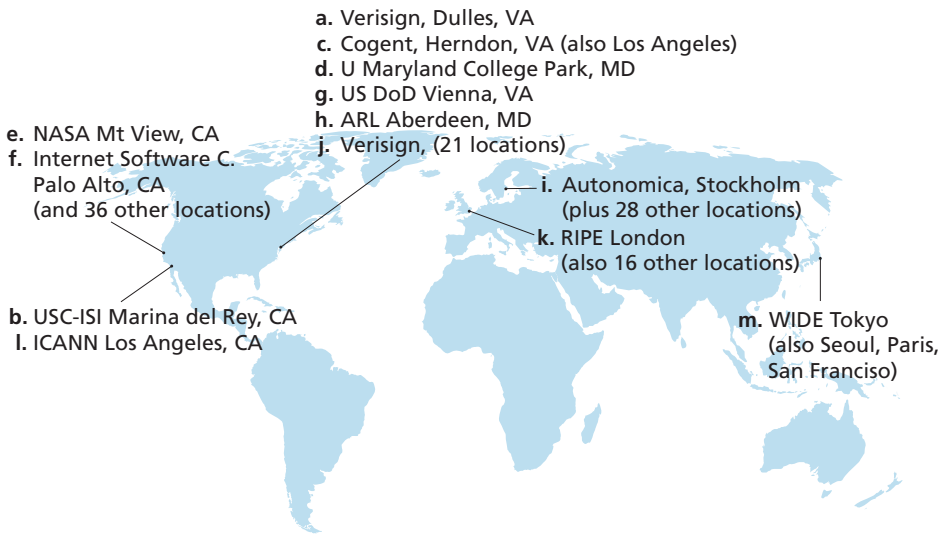 a. Verisign, Dulles, VA
c. Cogent, Herndon, VA (also Los Angeles)
d. U Maryland College Park, MD
g. US DoD Vienna, VA
h. ARL Aberdeen, MD
j. Verisign, (21 locations)
e. NASA Mt View, CA
f. Internet Software C.
Palo Alto, CA
(and 36 other locations)
i. Autonomica, Stockholm
(plus 28 other locations)
k. RIPE London
(also 16 other locations)
b. USC-ISI Marina del Rey, CA
l. ICANN Los Angeles, CA
m. WIDE Tokyo
(also Seoul, Paris,
San Franciso)